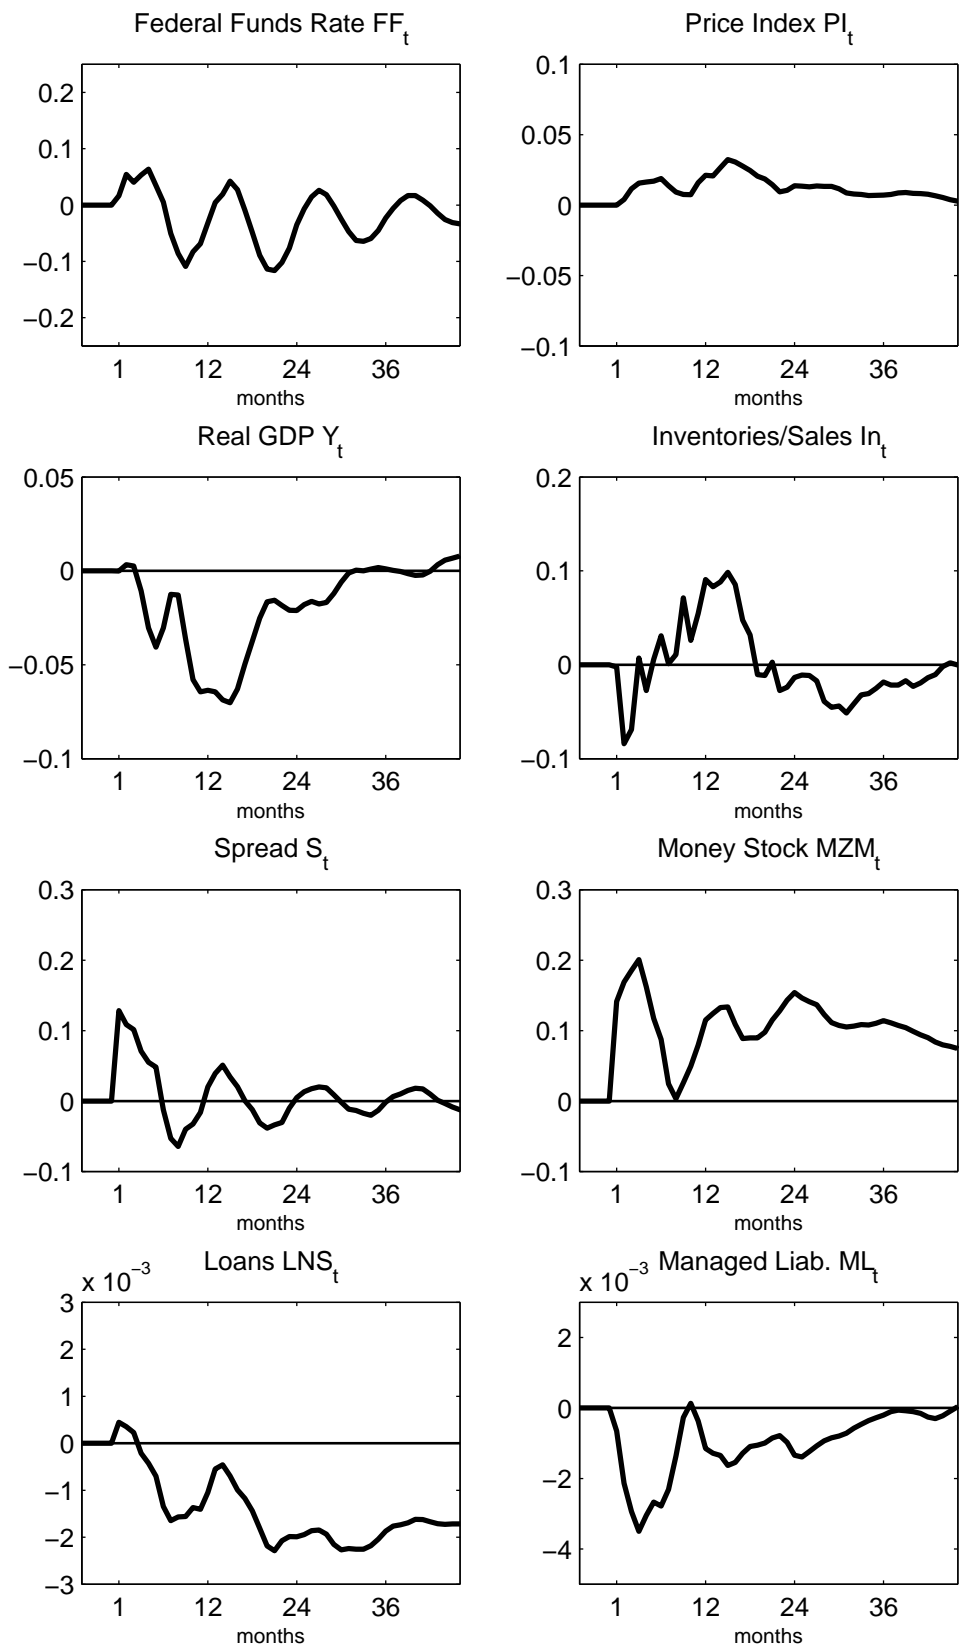 Federal Funds Rate FF_t
0.2
0.1
0
−0.1
−0.2
1 12 24 36
months
Price Index PI_t
0.1
0.05
0
−0.05
−0.1
1 12 24 36
months
Real GDP Y_t
0.05
0
−0.05
−0.1
1 12 24 36
months
Inventories/Sales In_t
0.2
0.1
0
−0.1
1 12 24 36
months
Spread S_t
0.3
0.2
0.1
0
−0.1
1 12 24 36
months
Money Stock MZM_t
0.3
0.2
0.1
0
−0.1
1 12 24 36
months
Loans LNS_t
x 10^−3
3
2
1
0
−1
−2
−3
1 12 24 36
months
Managed Liab. ML_t
x 10^−3
2
0
−2
−4
1 12 24 36
months